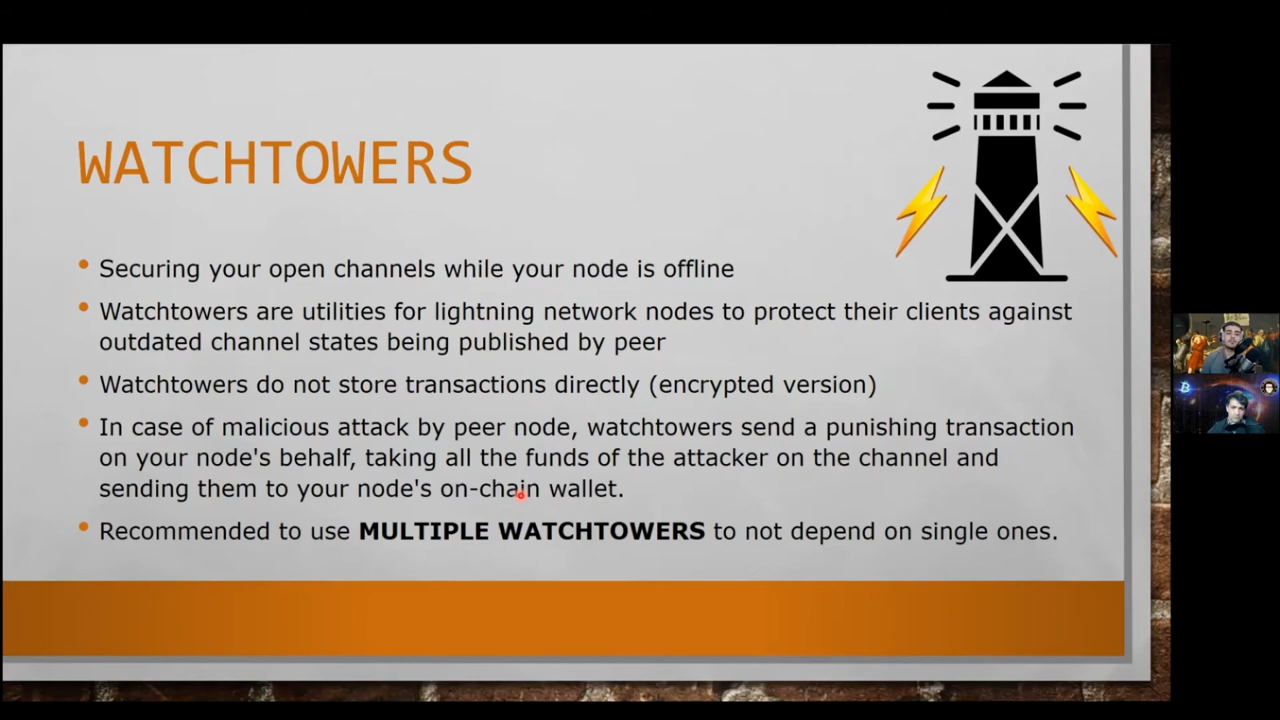 WATCHTOWERS
Securing your open channels while your node is offline
Watchtowers are utilities for lightning network nodes to protect their clients against
outdated channel states being published by peer
Watchtowers do not store transactions directly (encrypted version)
In case of malicious attack by peer node, watchtowers send a punishing transaction
on your node's behalf, taking all the funds of the attacker on the channel and
sending them to your node's on-chain wallet.
Recommended to use MULTIPLE WATCHTOWERS to not depend on single ones.